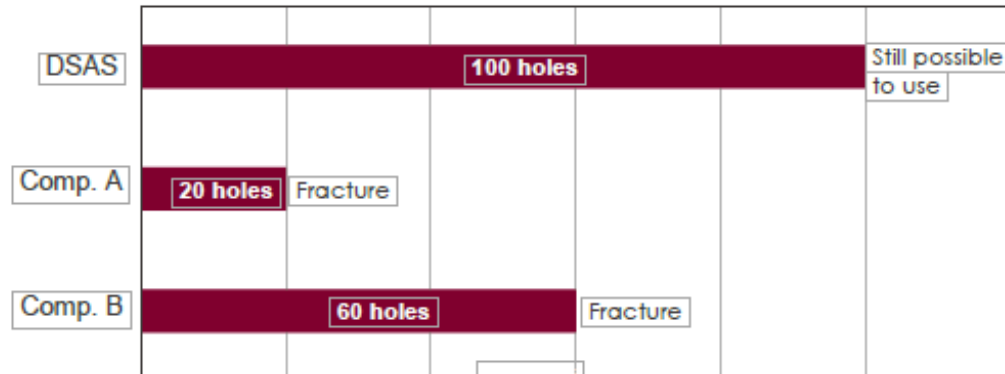 DSAS
100 holes
Still possible
to use
Comp. A
20 holes
Fracture
Comp. B
60 holes
Fracture